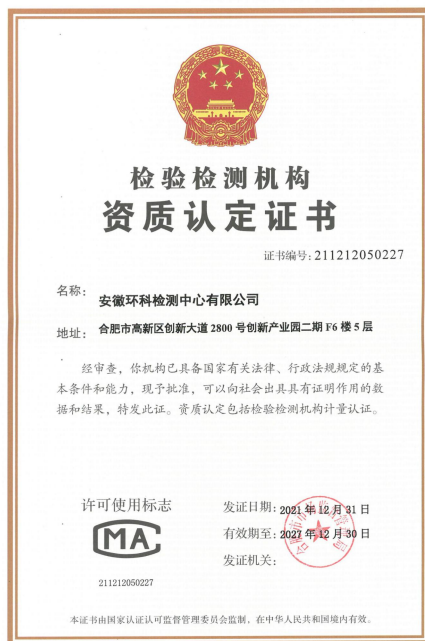 检验检测机构
资质认定证书
证书编号:211212050227
名称: 安徽环科检测中心有限公司
地址: 合肥市高新区创新大道2800号创新产业园二期F6楼5层
经审查，你机构已具备国家有关法律、行政法规规定的基
本条件和能力，现予批准，可以向社会出具具有证明作用的数
据和结果，特发此证。资质认定包括检验检测机构计量认证。
许可使用标志
MA
211212050227
发证日期: 2021年12月31日
有效期至: 2027年12月30日
发证机关:
本证书由国家认证认可监督管理委员会监制，在中华人民共和国境内有效。